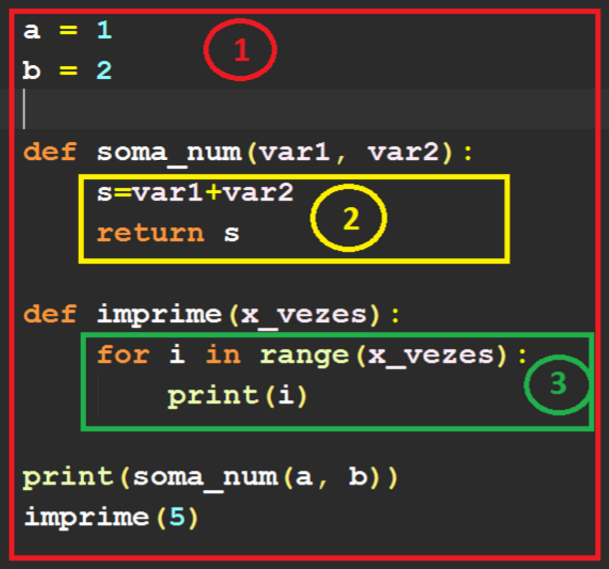 a = 1
1
b = 2
def soma_num(var1, var2):
s=var1+var2
2
return s
def imprime(x_vezes):
for i in range(x_vezes):
3
print(i)
print(soma_num(a, b))
imprime(5)